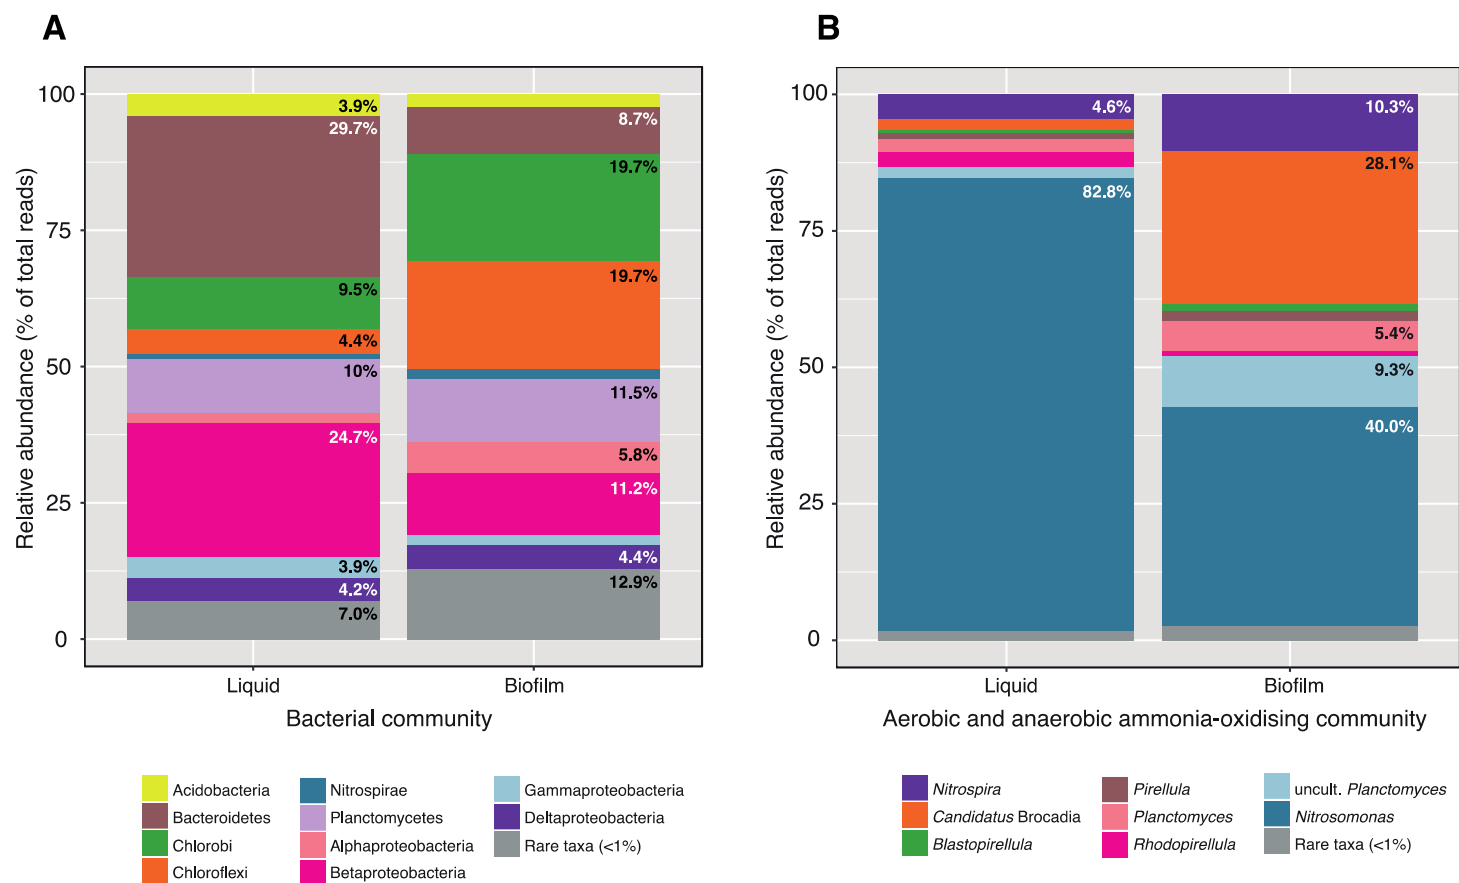 A
B
Relative abundance (% of total reads)
100
75
50
25
0
3.9%
29.7%
9.5%
4.4%
10%
24.7%
3.9%
4.2%
7.0%
8.7%
19.7%
19.7%
11.5%
5.8%
11.2%
4.4%
12.9%
Liquid
Biofilm
Bacterial community
Acidobacteria
Bacteroidetes
Chlorobi
Chloroflexi
Nitrospirae
Planctomycetes
Alphaproteobacteria
Betaproteobacteria
Gammaproteobacteria
Deltaproteobacteria
Rare taxa (<1%)
Relative abundance (% of total reads)
100
75
50
25
0
4.6%
82.8%
10.3%
28.1%
5.4%
9.3%
40.0%
Liquid
Biofilm
Aerobic and anaerobic ammonia-oxidising community
Nitrospira
Candidatus Brocadia
Blastopirellula
Pirellula
Planctomyces
Rhodopirellula
uncult. Planctomyces
Nitrosomonas
Rare taxa (<1%)